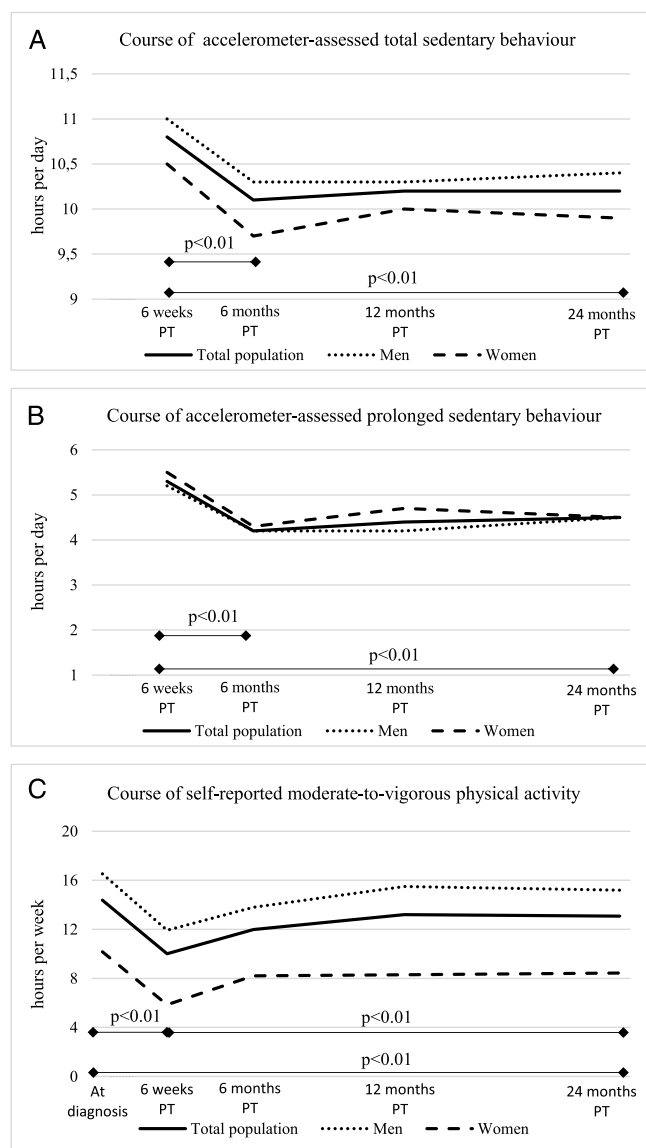 A
Course of accelerometer-assessed total sedentary behaviour
11,5
11
10,5
10
9,5
9
hours per day
p<0.01
p<0.01
6 weeks PT
6 months PT
12 months PT
24 months PT
Total population
Men
Women
B
Course of accelerometer-assessed prolonged sedentary behaviour
6
5
4
3
2
1
hours per day
p<0.01
p<0.01
6 weeks PT
6 months PT
12 months PT
24 months PT
Total population
Men
Women
C
Course of self-reported moderate-to-vigorous physical activity
20
16
12
8
4
0
hours per week
p<0.01
p<0.01
p<0.01
At diagnosis
6 weeks PT
6 months PT
12 months PT
24 months PT
Total population
Men
Women